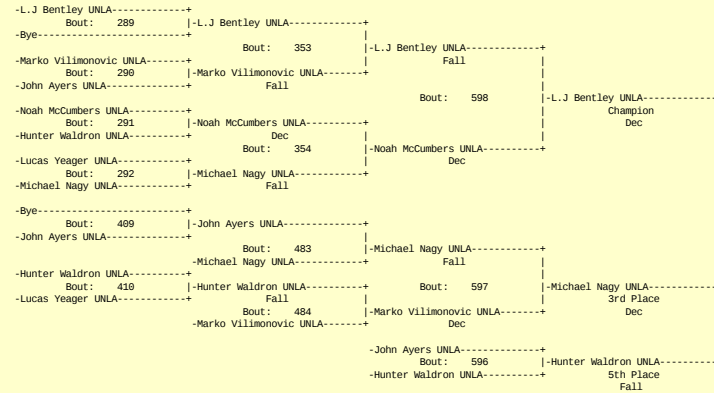 -L.J Bentley UNLA-------------+
Bout: 289 |-L.J Bentley UNLA-------------+
-Bye--------------------------+ |
Bout: 353 |-L.J Bentley UNLA-------------+
-Marko Vilimonovic UNLA-------+ | Fall |
Bout: 290 |-Marko Vilimonovic UNLA-------+ |
-John Ayers UNLA--------------+ Fall |
Bout: 598 |-L.J Bentley UNLA-------------
-Noah McCumbers UNLA----------+ | Champion
Bout: 291 |-Noah McCumbers UNLA----------+ | Dec
-Hunter Waldron UNLA----------+ Dec | |
Bout: 354 |-Noah McCumbers UNLA----------+
-Lucas Yeager UNLA------------+ | Dec
Bout: 292 |-Michael Nagy UNLA------------+
-Michael Nagy UNLA------------+ Fall
-Bye--------------------------+
Bout: 409 |-John Ayers UNLA--------------+
-John Ayers UNLA--------------+ |
Bout: 483 |-Michael Nagy UNLA------------+
-Michael Nagy UNLA------------+ Fall |
-Hunter Waldron UNLA----------+ |
Bout: 410 |-Hunter Waldron UNLA----------+ Bout: 597 |-Michael Nagy UNLA------------
-Lucas Yeager UNLA------------+ Fall | | 3rd Place
Bout: 484 |-Marko Vilimonovic UNLA-------+ Dec
-Marko Vilimonovic UNLA-------+ Dec
-John Ayers UNLA--------------+
Bout: 596 |-Hunter Waldron UNLA----------
-Hunter Waldron UNLA----------+ 5th Place
Fall